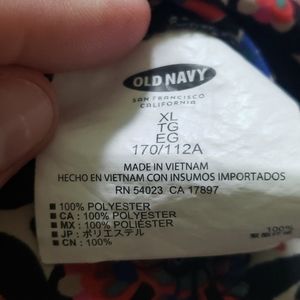 OLD NAVY
SAN FRANCISCO
CALIFORNIA
XL
TG
EG
170/112A
MADE IN VIETNAM
HECHO EN VIETNAM CON INSUMOS IMPORTADOS
RN 54023 CA 17897
■ 100% POLYESTER
■ CA : 100% POLYESTER
■ MX : 100% POLIÉSTER
■ JP : ポリエステル 100%
■ CN : 100%